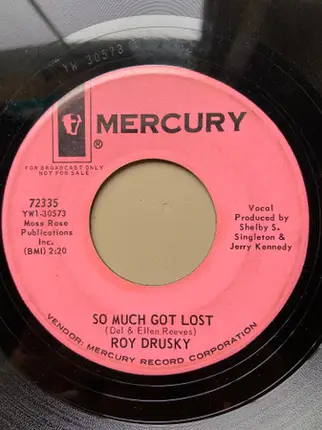 YW 30573
MERCURY
®
FOR BROADCAST ONLY
NOT FOR SALE
72335
YW1-30573
Moss Rose
Publications
Inc.
(BMI) 2:20
Vocal
Produced by
Shelby S.
Singleton &
Jerry Kennedy
SO MUCH GOT LOST
(Del & Ellen Reeves)
ROY DRUSKY
VENDOR: MERCURY RECORD CORPORATION